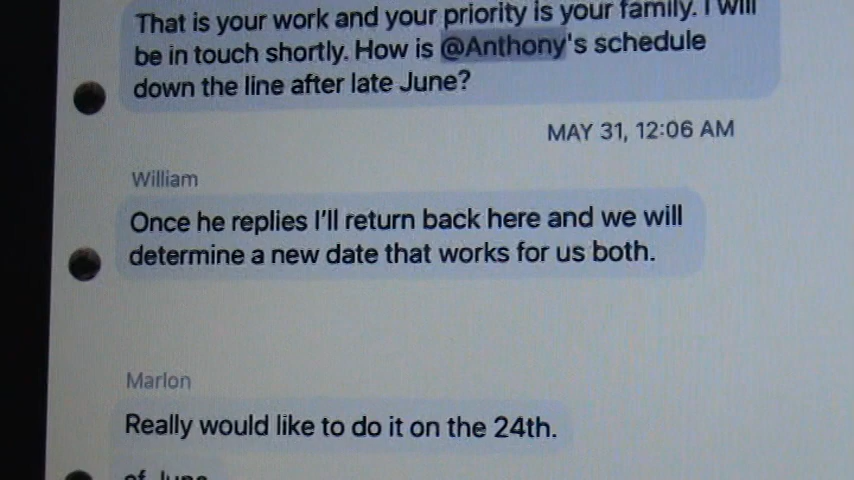 That is your work and your priority is your family. I will
be in touch shortly. How is @Anthony's schedule
down the line after late June?
MAY 31, 12:06 AM
William
Once he replies I'll return back here and we will
determine a new date that works for us both.
Marlon
Really would like to do it on the 24th.
of June